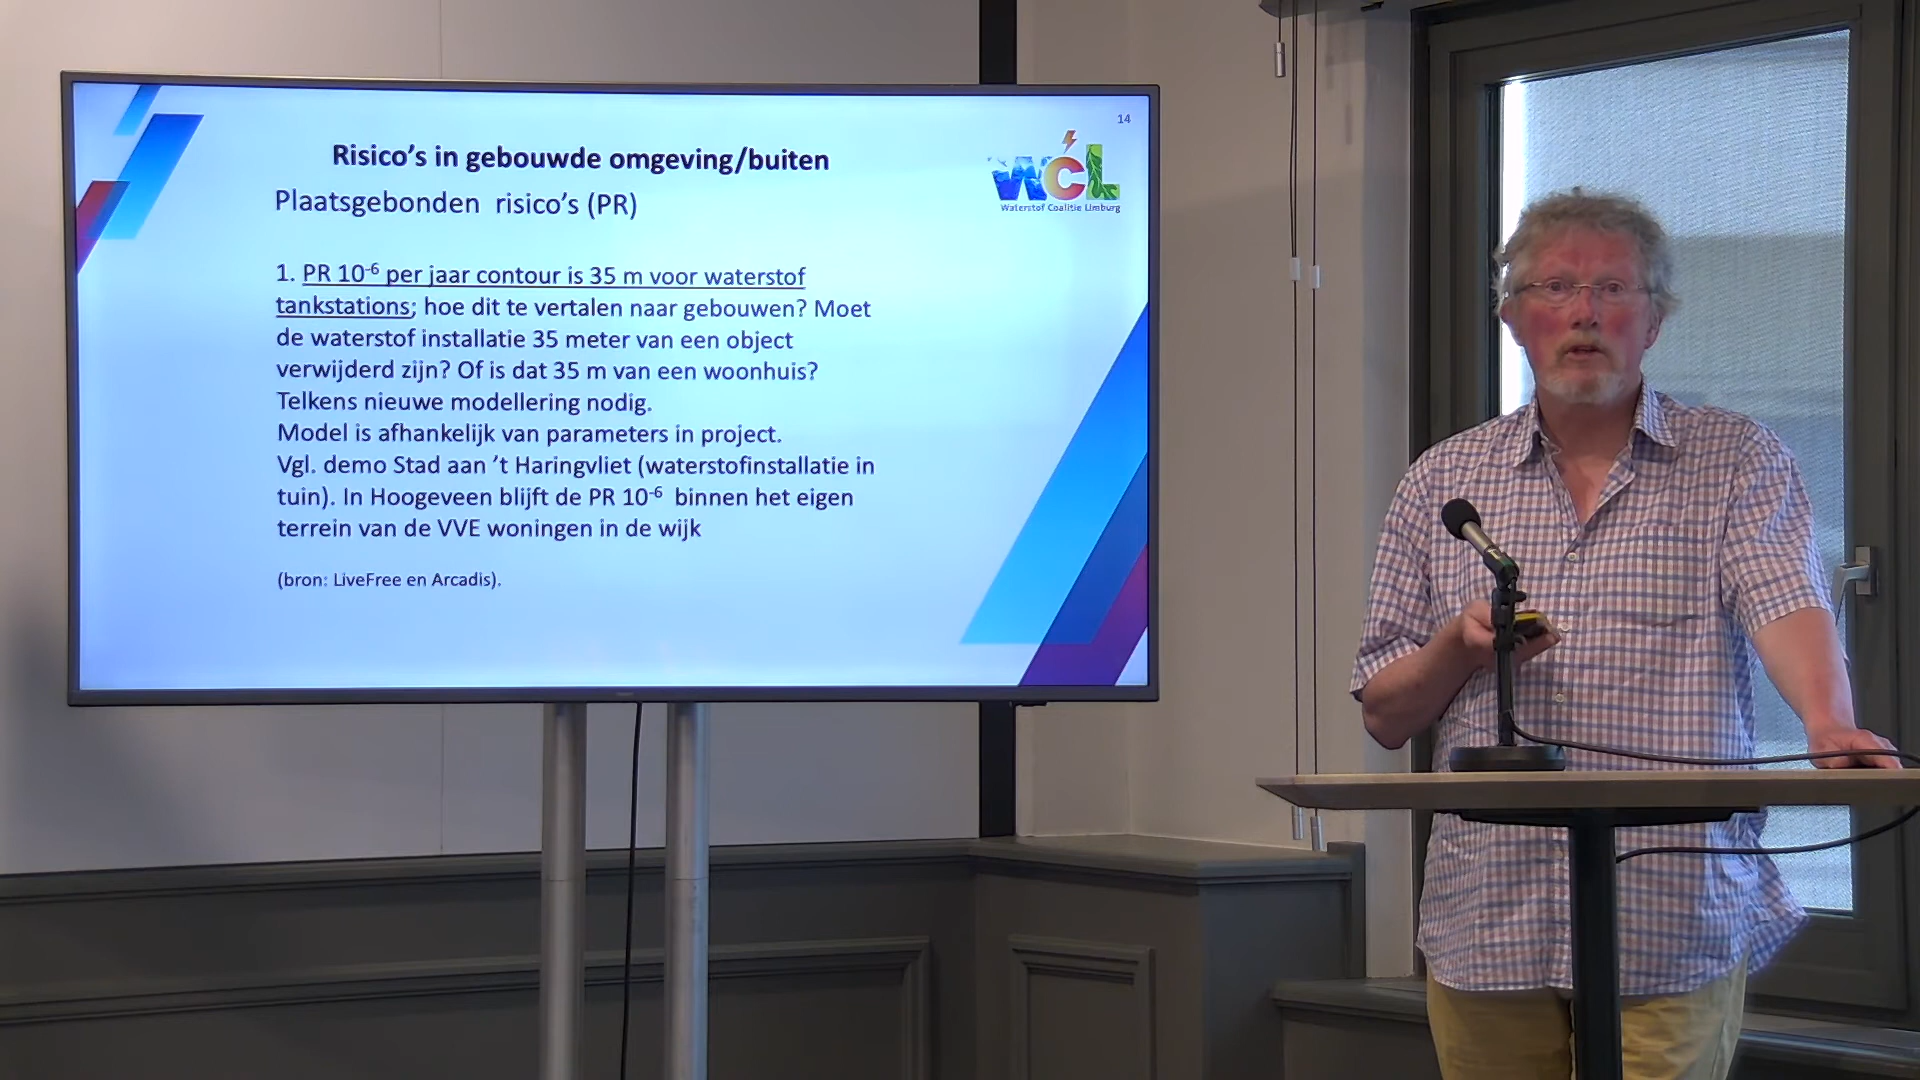 14
Risico's in gebouwde omgeving/buiten
WCL
Waterstof Coalitie Limburg
Plaatsgebonden risico's (PR)
1. PR 10⁻⁶ per jaar contour is 35 m voor waterstof
tankstations; hoe dit te vertalen naar gebouwen? Moet
de waterstof installatie 35 meter van een object
verwijderd zijn? Of is dat 35 m van een woonhuis?
Telkens nieuwe modellering nodig.
Model is afhankelijk van parameters in project.
Vgl. demo Stad aan 't Haringvliet (waterstofinstallatie in
tuin). In Hoogeveen blijft de PR 10⁻⁶ binnen het eigen
terrein van de VVE woningen in de wijk
(bron: LiveFree en Arcadis).